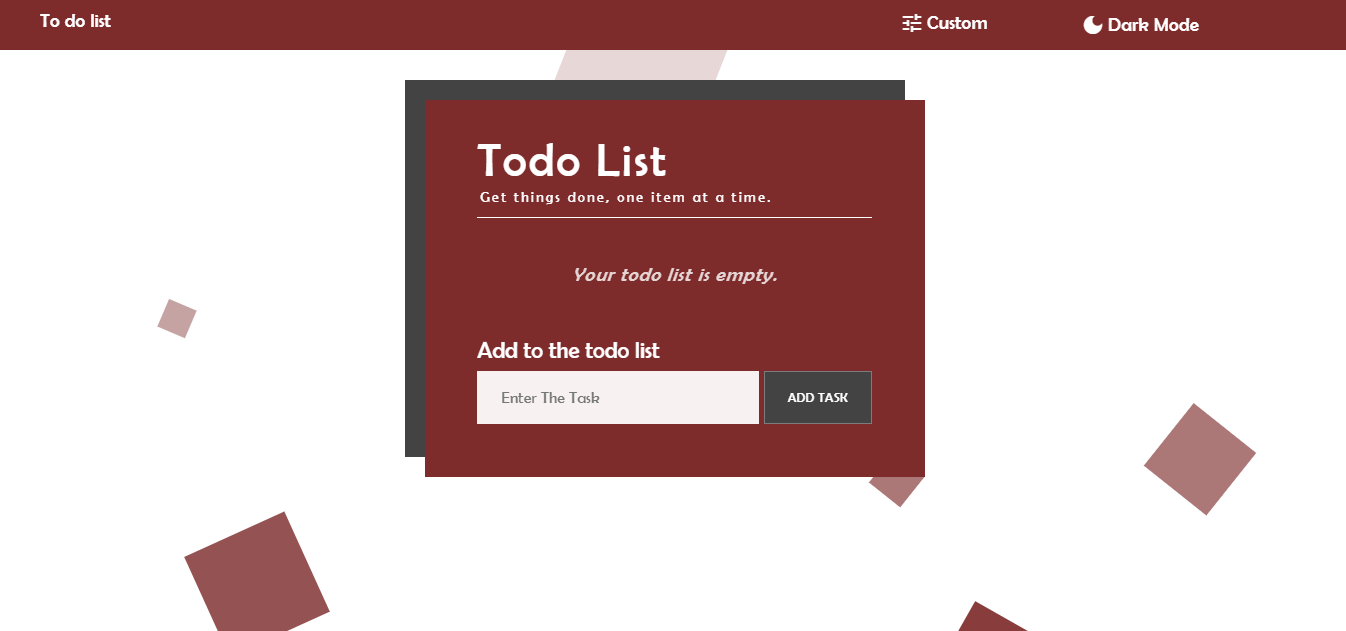 To do list
Custom
Dark Mode
Todo List
Get things done, one item at a time.
Your todo list is empty.
Add to the todo list
Enter The Task
ADD TASK